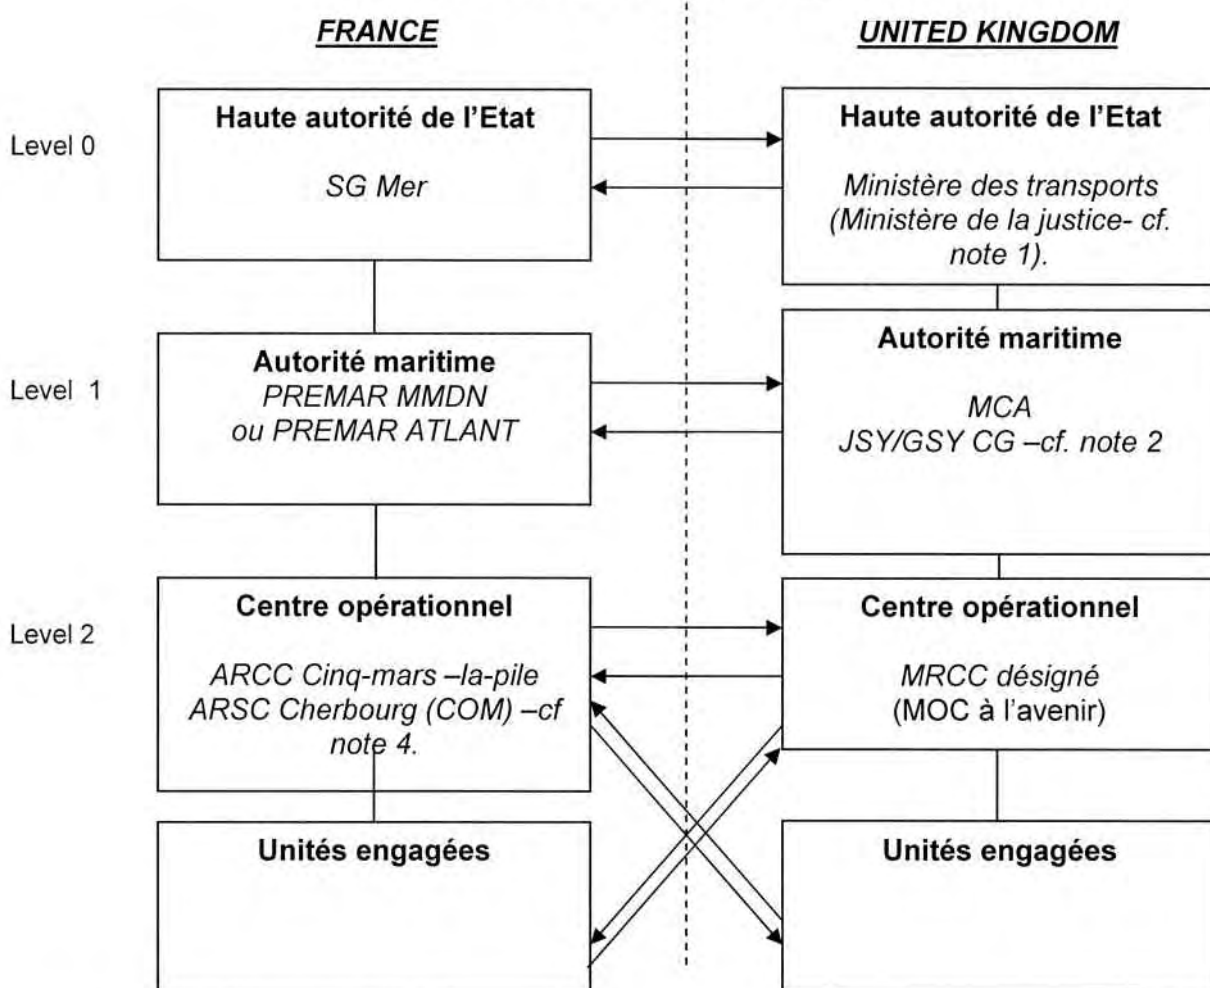 FRANCE
UNITED KINGDOM
Level 0
Haute autorité de l'Etat
SG Mer
Haute autorité de l'Etat
Ministère des transports
(Ministère de la justice- cf.
note 1).
Level 1
Autorité maritime
PREMAR MMDN
ou PREMAR ATLANT
Autorité maritime
MCA
JSY/GSY CG –cf. note 2
Level 2
Centre opérationnel
ARCC Cinq-mars –la-pile
ARSC Cherbourg (COM) –cf
note 4.
Centre opérationnel
MRCC désigné
(MOC à l'avenir)
Unités engagées
Unités engagées